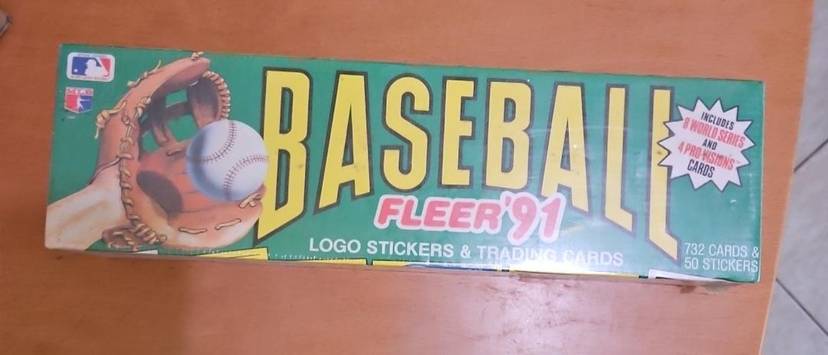 BASEBALL
FLEER'91
LOGO STICKERS & TRADING CARDS
INCLUDES
8 WORLD SERIES
AND
4 PRO-VISIONS™
CARDS
732 CARDS &
50 STICKERS